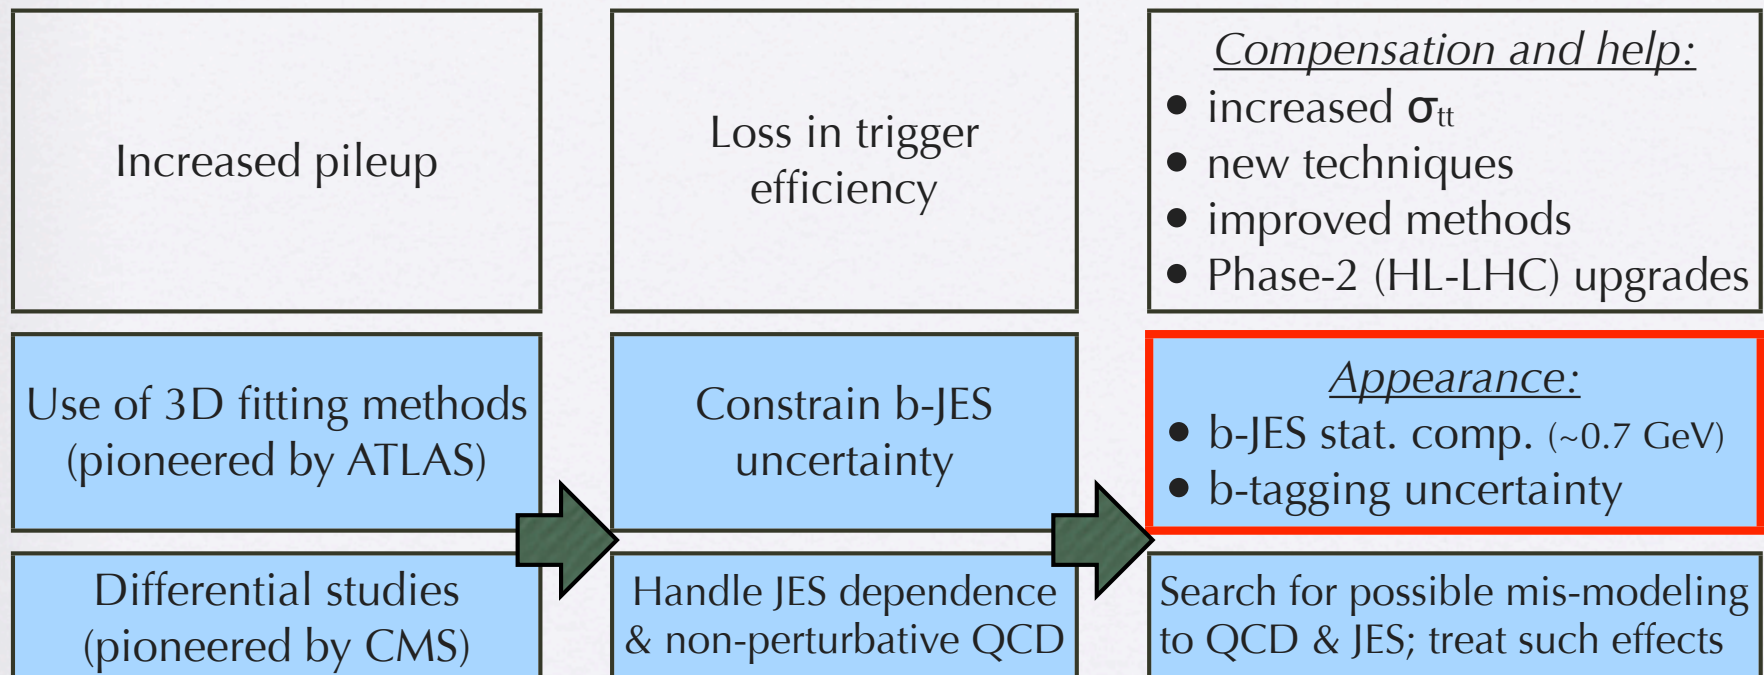 Increased pileup
Loss in trigger
efficiency
Compensation and help:
• increased σtt
• new techniques
• improved methods
• Phase-2 (HL-LHC) upgrades
Use of 3D fitting methods
(pioneered by ATLAS)
Constrain b-JES
uncertainty
Appearance:
• b-JES stat. comp. (~0.7 GeV)
• b-tagging uncertainty
Differential studies
(pioneered by CMS)
Handle JES dependence
& non-perturbative QCD
Search for possible mis-modeling
to QCD & JES; treat such effects